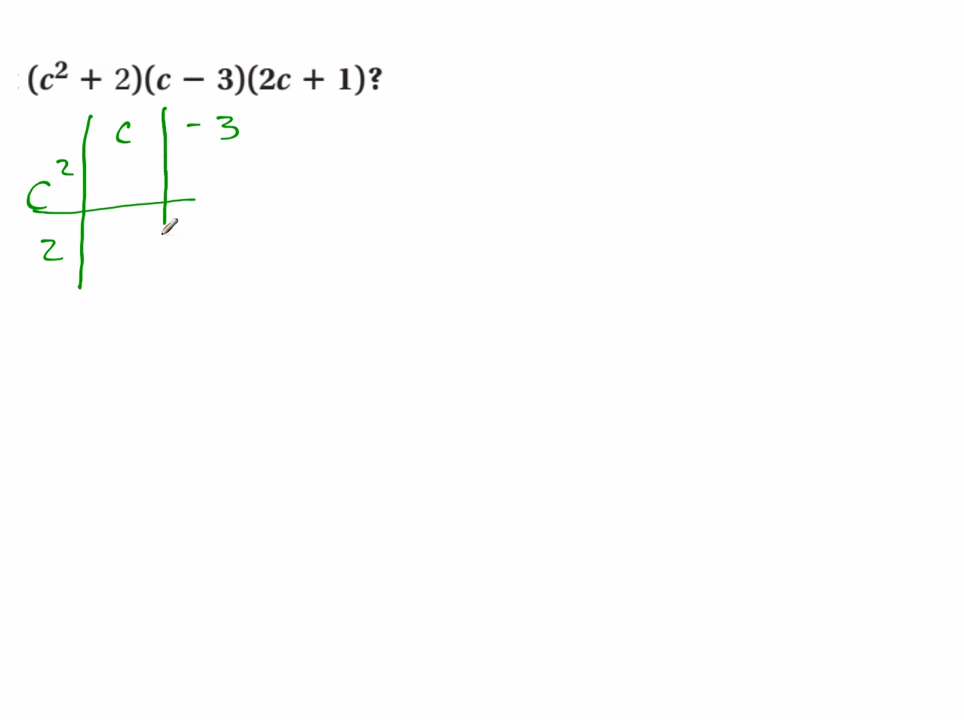 (c² + 2)(c − 3)(2c + 1)?
c - 3
c²
2